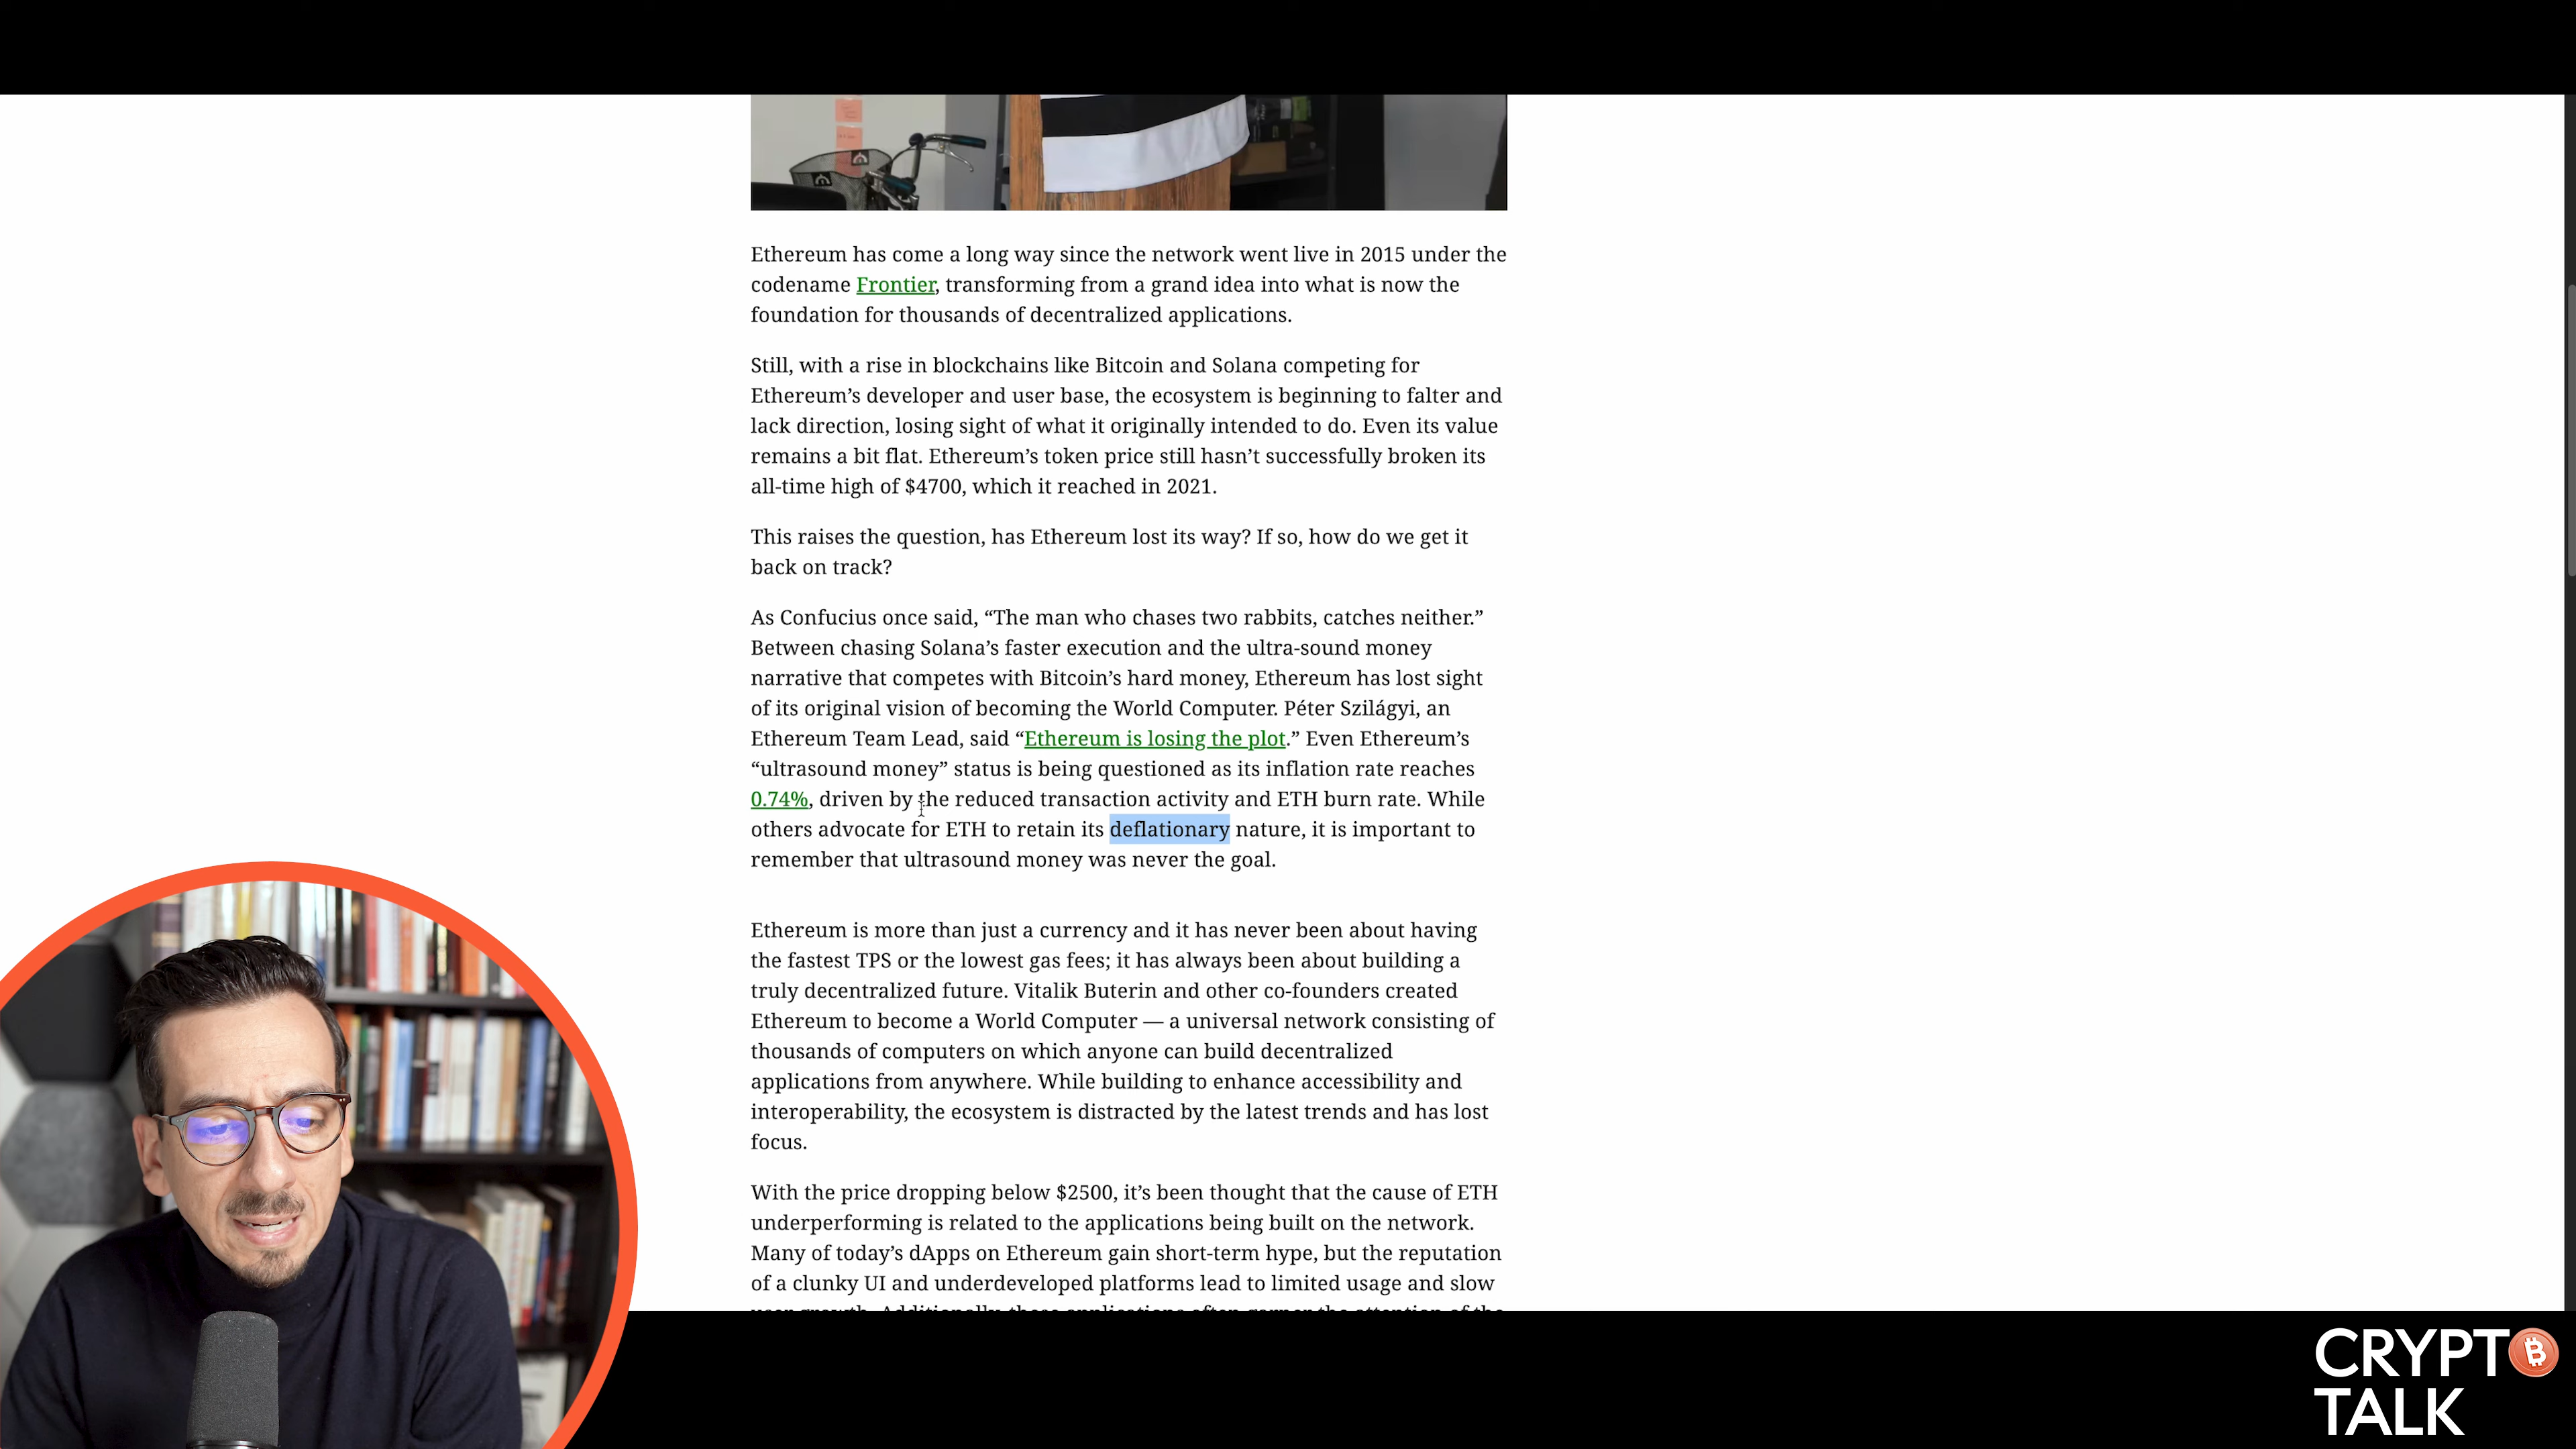 Ethereum has come a long way since the network went live in 2015 under the
codename Frontier, transforming from a grand idea into what is now the
foundation for thousands of decentralized applications.
Still, with a rise in blockchains like Bitcoin and Solana competing for
Ethereum’s developer and user base, the ecosystem is beginning to falter and
lack direction, losing sight of what it originally intended to do. Even its value
remains a bit flat. Ethereum’s token price still hasn’t successfully broken its
all-time high of $4700, which it reached in 2021.
This raises the question, has Ethereum lost its way? If so, how do we get it
back on track?
As Confucius once said, “The man who chases two rabbits, catches neither.”
Between chasing Solana’s faster execution and the ultra-sound money
narrative that competes with Bitcoin’s hard money, Ethereum has lost sight
of its original vision of becoming the World Computer. Péter Szilágyi, an
Ethereum Team Lead, said “Ethereum is losing the plot.” Even Ethereum’s
“ultrasound money” status is being questioned as its inflation rate reaches
0.74%, driven by the reduced transaction activity and ETH burn rate. While
others advocate for ETH to retain its deflationary nature, it is important to
remember that ultrasound money was never the goal.
Ethereum is more than just a currency and it has never been about having
the fastest TPS or the lowest gas fees; it has always been about building a
truly decentralized future. Vitalik Buterin and other co-founders created
Ethereum to become a World Computer — a universal network consisting of
thousands of computers on which anyone can build decentralized
applications from anywhere. While building to enhance accessibility and
interoperability, the ecosystem is distracted by the latest trends and has lost
focus.
With the price dropping below $2500, it’s been thought that the cause of ETH
underperforming is related to the applications being built on the network.
Many of today’s dApps on Ethereum gain short-term hype, but the reputation
of a clunky UI and underdeveloped platforms lead to limited usage and slow
CRYPTO
TALK